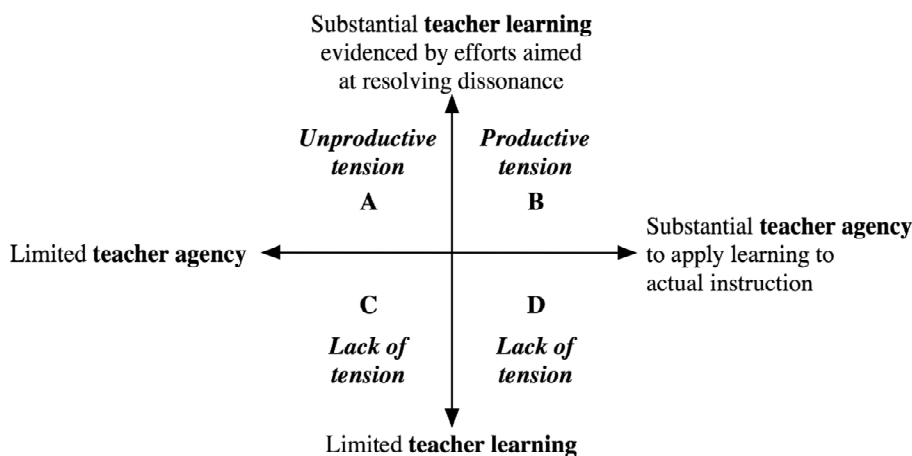 Substantial teacher learning
evidenced by efforts aimed
at resolving dissonance
Unproductive
tension
A
Productive
tension
B
Limited teacher agency
Substantial teacher agency
to apply learning to
actual instruction
C
Lack of
tension
D
Lack of
tension
Limited teacher learning